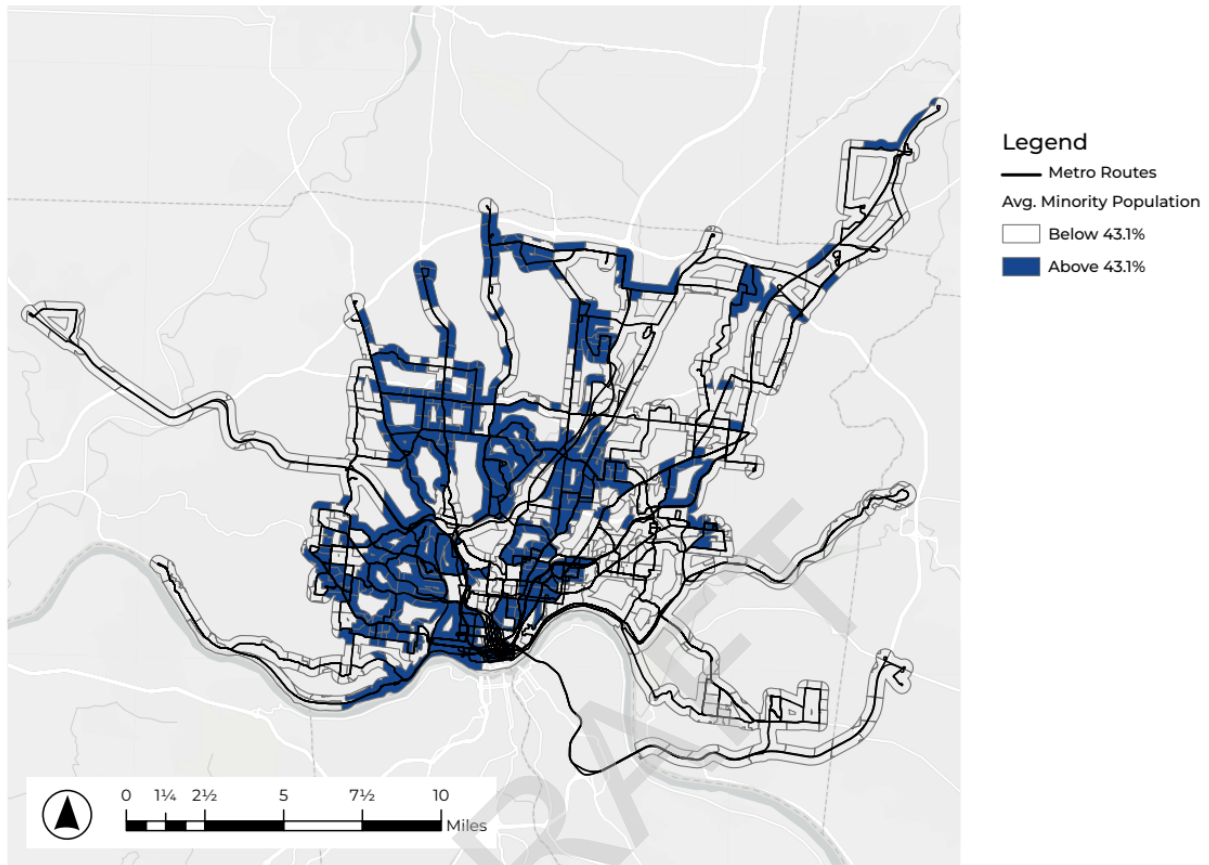 Legend
Metro Routes
Avg. Minority Population
Below 43.1%
Above 43.1%
RAFT
0 1¼ 2½ 5 7½ 10
Miles